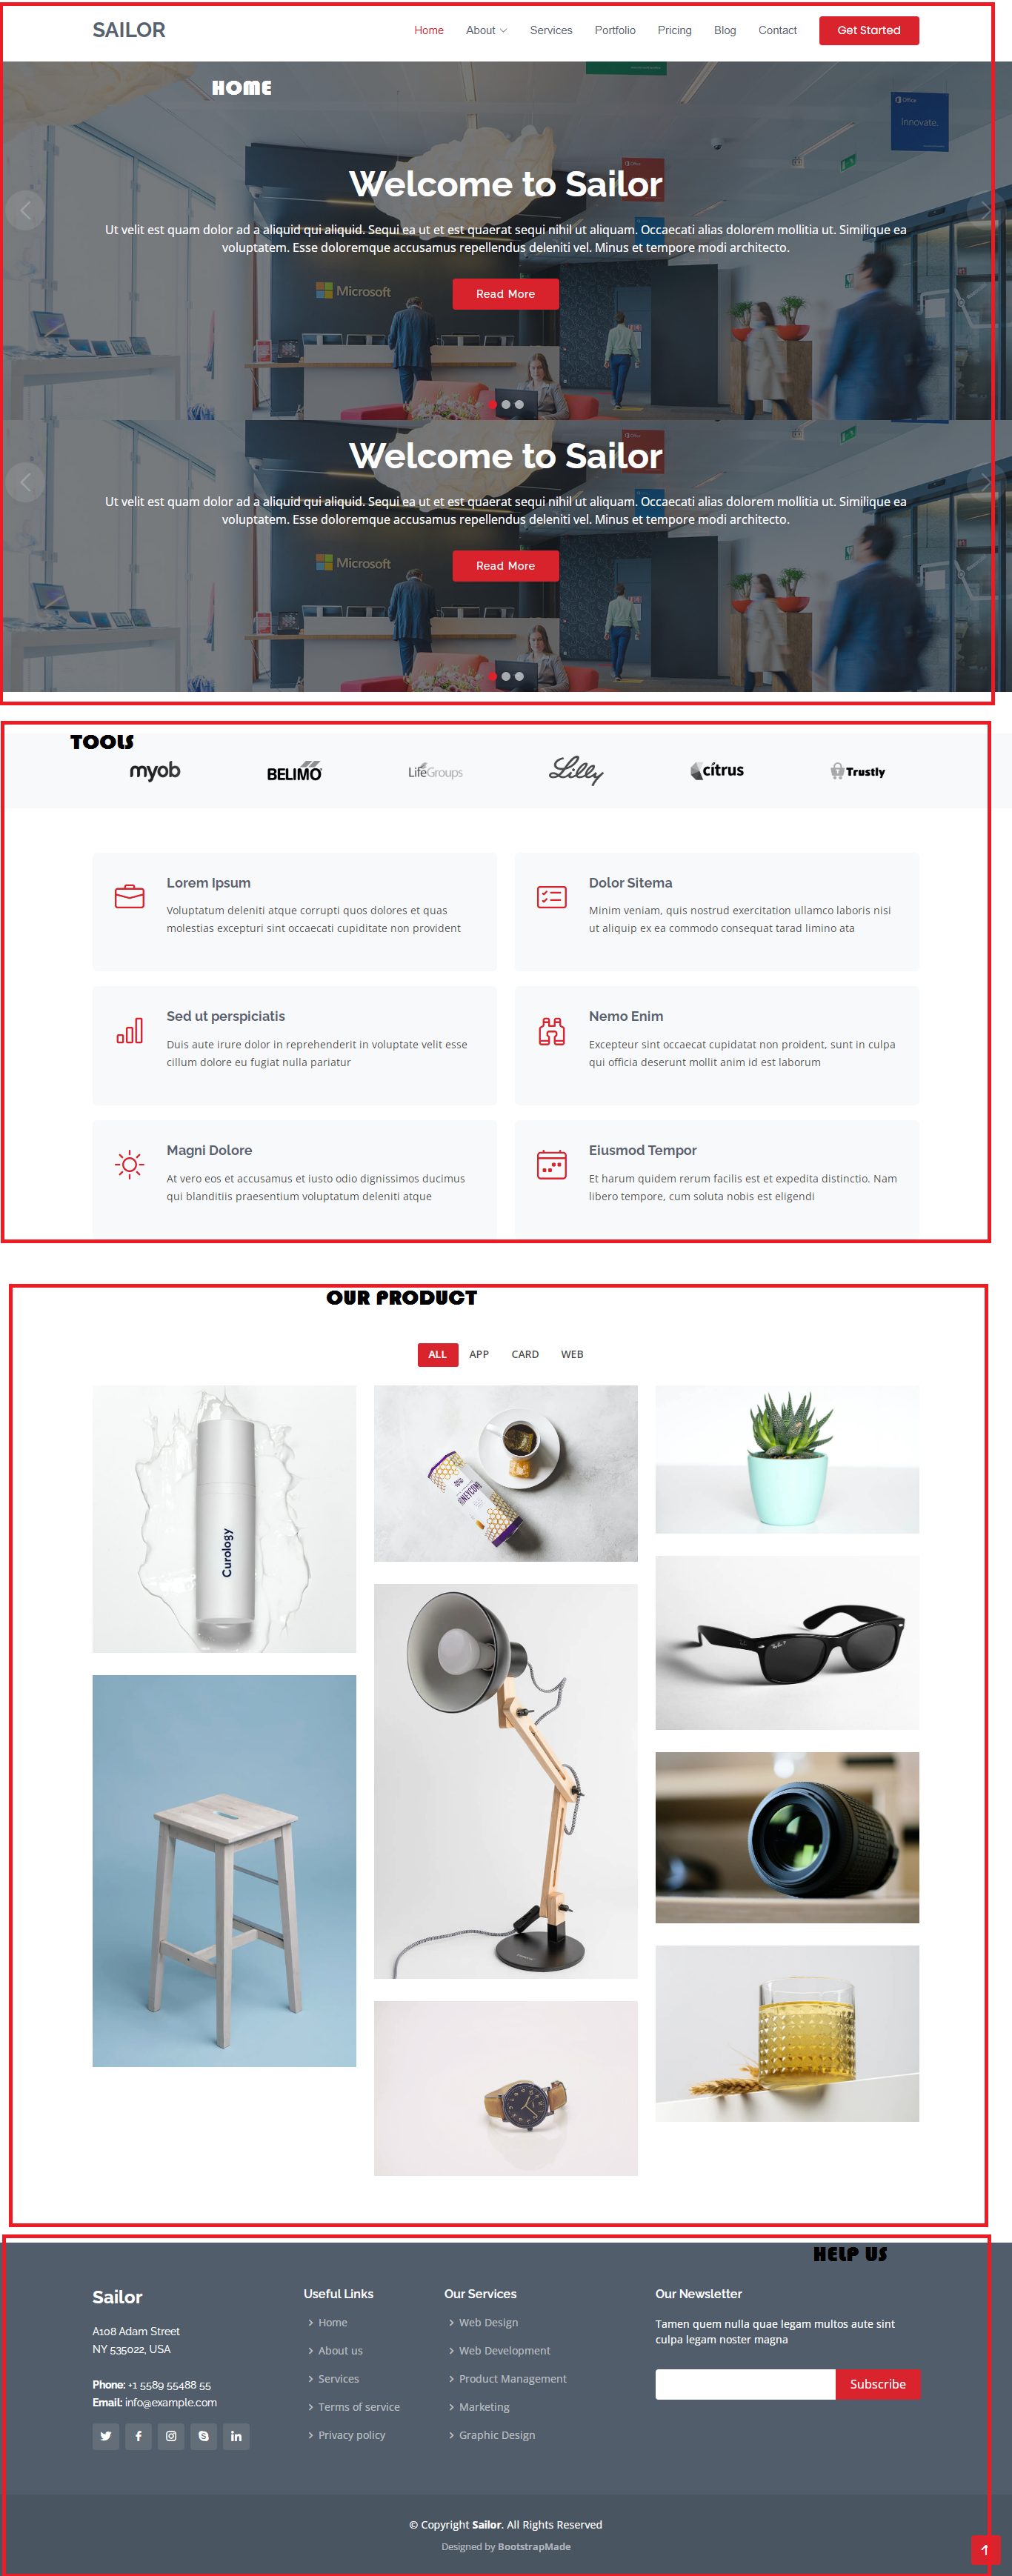 SAILOR
Home About Services Portfolio Pricing Blog Contact Get Started
HOME
Office
Innovate.
Welcome to Sailor
Ut velit est quam dolor ad a aliquid qui aliquid. Sequi ea ut et est quaerat sequi nihil ut aliquam. Occaecati alias dolorem mollitia ut. Similique ea
voluptatem. Esse doloremque accusamus repellendus deleniti vel. Minus et tempore modi architecto.
Microsoft
Read More
Welcome to Sailor
Ut velit est quam dolor ad a aliquid qui aliquid. Sequi ea ut et est quaerat sequi nihil ut aliquam. Occaecati alias dolorem mollitia ut. Similique ea
voluptatem. Esse doloremque accusamus repellendus deleniti vel. Minus et tempore modi architecto.
Microsoft
Read More
TOOLS
myob BELIMO LifeGroups Lilly citrus Trustly
Lorem Ipsum
Voluptatum deleniti atque corrupti quos dolores et quas
molestias excepturi sint occaecati cupiditate non provident
Dolor Sitema
Minim veniam, quis nostrud exercitation ullamco laboris nisi
ut aliquip ex ea commodo consequat tarad limino ata
Sed ut perspiciatis
Duis aute irure dolor in reprehenderit in voluptate velit esse
cillum dolore eu fugiat nulla pariatur
Nemo Enim
Excepteur sint occaecat cupidatat non proident, sunt in culpa
qui officia deserunt mollit anim id est laborum
Magni Dolore
At vero eos et accusamus et iusto odio dignissimos ducimus
qui blanditiis praesentium voluptatum deleniti atque
Eiusmod Tempor
Et harum quidem rerum facilis est et expedita distinctio. Nam
libero tempore, cum soluta nobis est eligendi
OUR PRODUCT
ALL APP CARD WEB
Curology
HONEYCOMB
HELP US
Sailor
A108 Adam Street
NY 535022, USA
Phone: +1 5589 55488 55
Email: info@example.com
Useful Links
Home
About us
Services
Terms of service
Privacy policy
Our Services
Web Design
Web Development
Product Management
Marketing
Graphic Design
Our Newsletter
Tamen quem nulla quae legam multos aute sint
culpa legam noster magna
Subscribe
© Copyright Sailor. All Rights Reserved
Designed by BootstrapMade